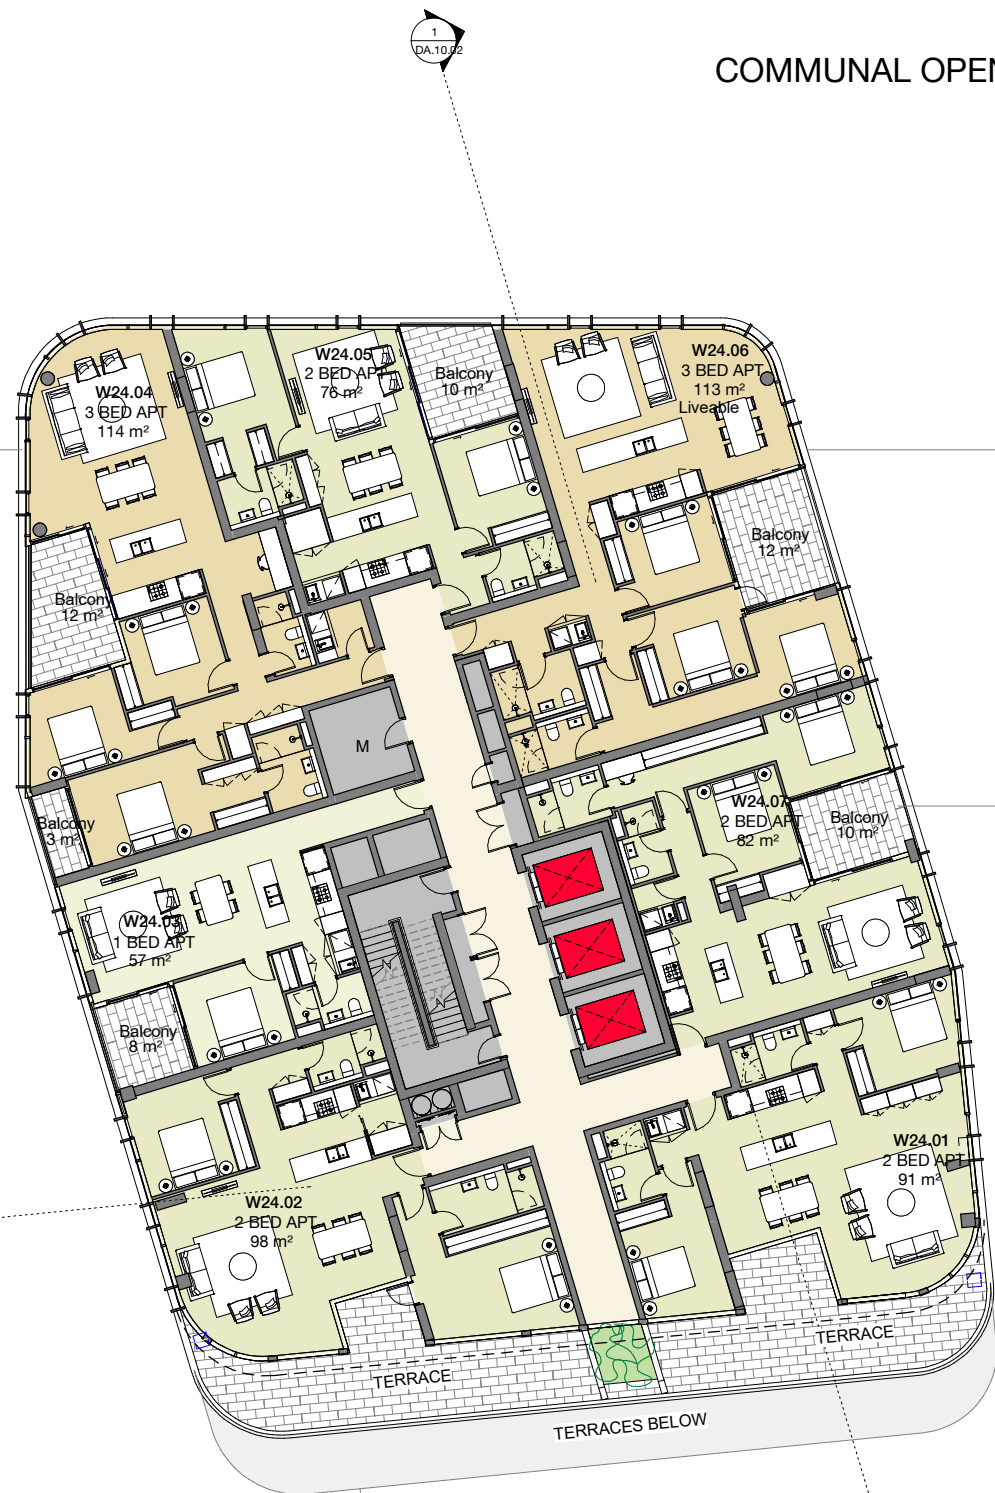 1
DA.10.02
COMMUNAL OPEN
W24.04
3 BED APT
114 m²
W24.05
2 BED APT
76 m²
Balcony
10 m²
W24.06
3 BED APT
113 m²
Liveable
Balcony
12 m²
Balcony
12 m²
M
Balcony
3 m²
W24.07
2 BED APT
82 m²
Balcony
10 m²
W24.03
1 BED APT
57 m²
Balcony
8 m²
N
N
W24.01
2 BED APT
91 m²
W24.02
2 BED APT
98 m²
TERRACE
TERRACE
TERRACES BELOW